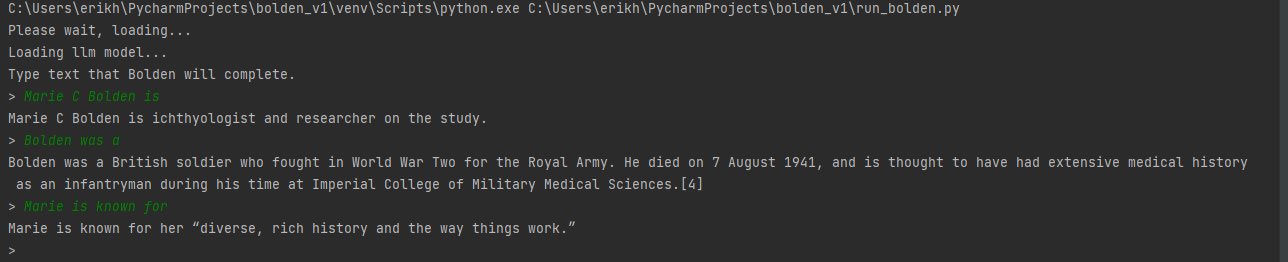 C:\Users\erikh\PycharmProjects\bolden_v1\venv\Scripts\python.exe C:\Users\erikh\PycharmProjects\bolden_v1\run_bolden.py
Please wait, loading...
Loading llm model...
Type text that Bolden will complete.
> Marie C Bolden is
Marie C Bolden is ichthyologist and researcher on the study.
> Bolden was a
Bolden was a British soldier who fought in World War Two for the Royal Army. He died on 7 August 1941, and is thought to have had extensive medical history
as an infantryman during his time at Imperial College of Military Medical Sciences.[4]
> Marie is known for
Marie is known for her “diverse, rich history and the way things work.”
>